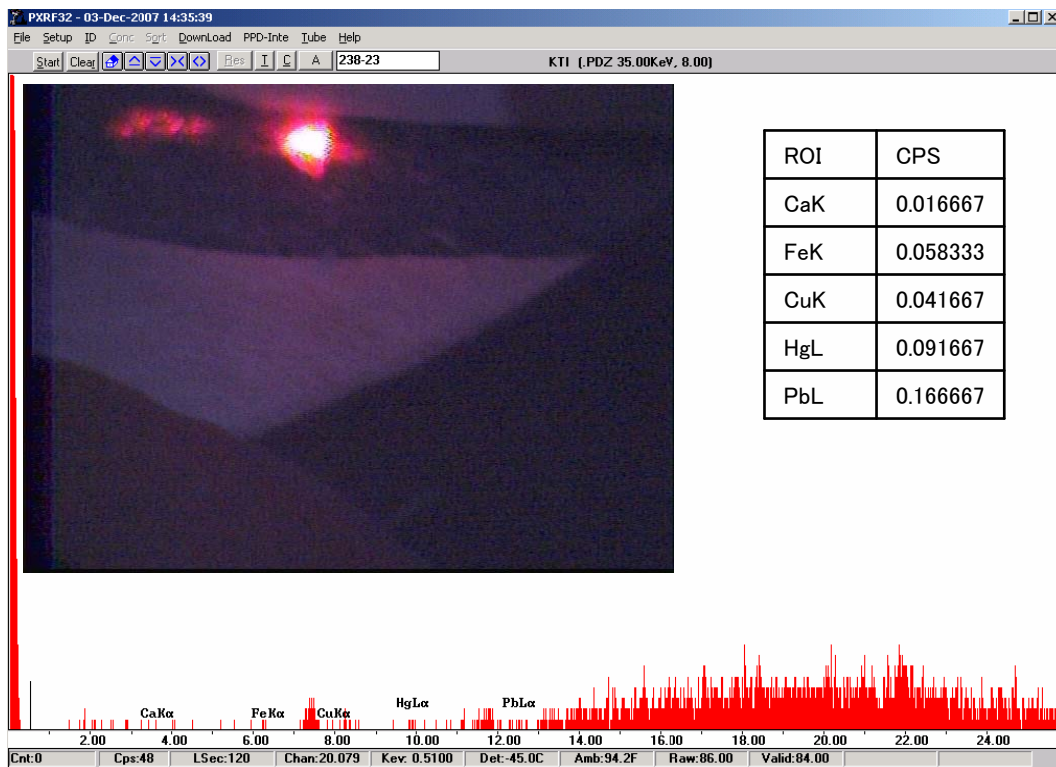 PXRF32 - 03-Dec-2007 14:35:39
File Setup ID Conc Sort DownLoad PPD-Inte Tube Help
Start Clear Res I C A 238-23 KTI (.PDZ 35.00KeV, 8.00)
ROI CPS
CaK 0.016667
FeK 0.058333
CuK 0.041667
HgL 0.091667
PbL 0.166667
CaKα FeKα CuKα HgLα PbLα
2.00 4.00 6.00 8.00 10.00 12.00 14.00 16.00 18.00 20.00 22.00 24.00
Cnt:0 Cps:48 LSec:120 Chan:20.079 Kev: 0.5100 Det:-45.0C Amb:94.2F Raw:86.00 Valid:84.00